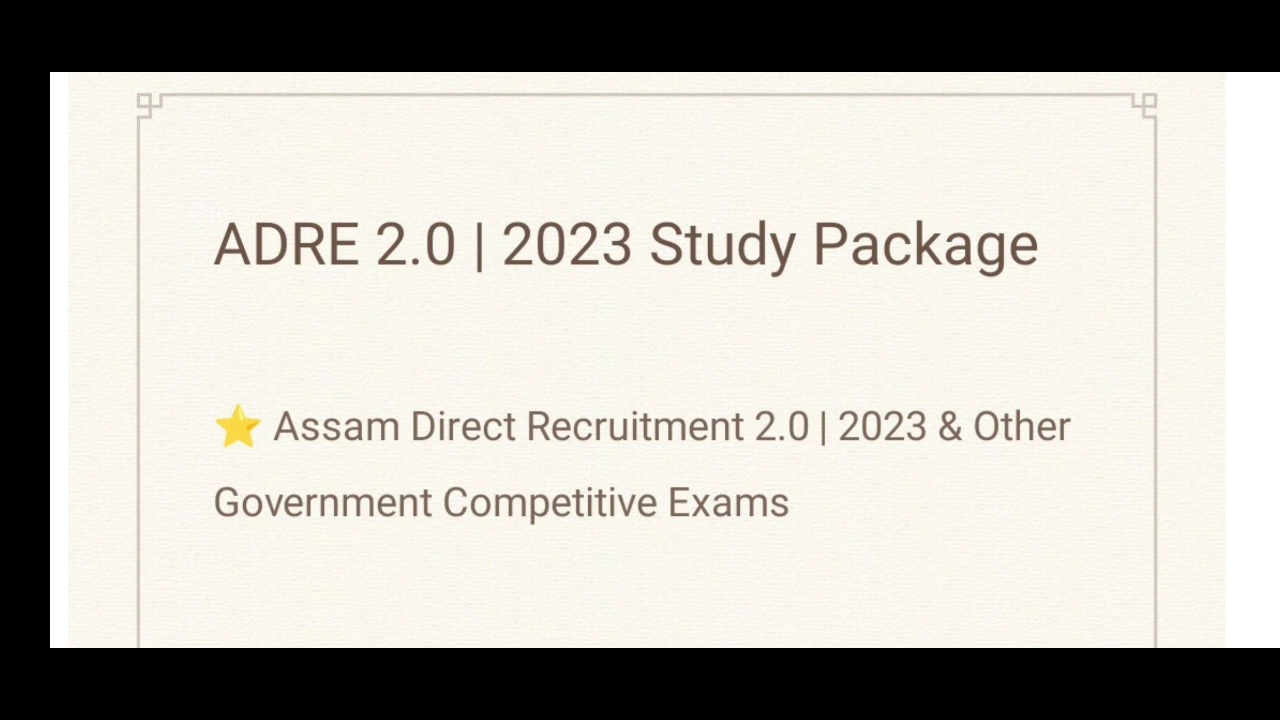 ADRE 2.0 | 2023 Study Package
⭐ Assam Direct Recruitment 2.0 | 2023 & Other
Government Competitive Exams